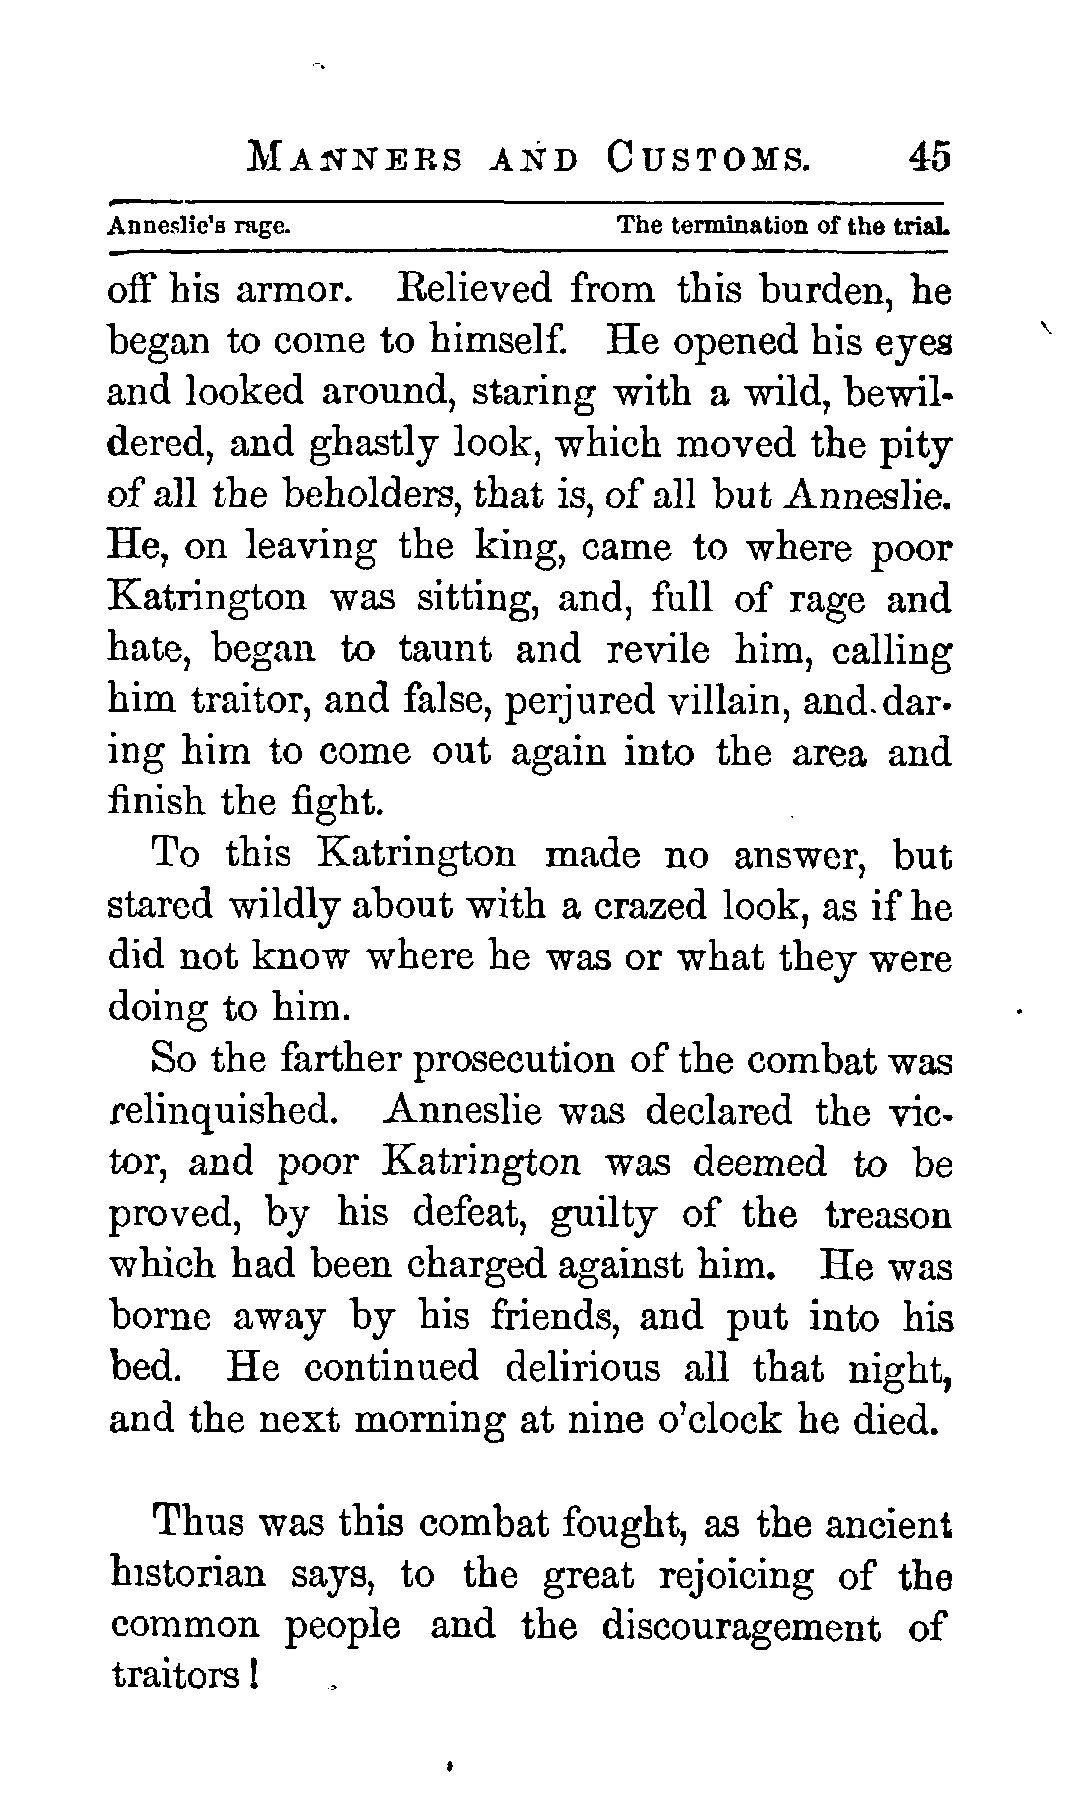 MANNERS AND CUSTOMS. 45
Anneslie's rage. The termination of the trial.
off his armor. Relieved from this burden, he
began to come to himself. He opened his eyes
and looked around, staring with a wild, bewil-
dered, and ghastly look, which moved the pity
of all the beholders, that is, of all but Anneslie.
He, on leaving the king, came to where poor
Katrington was sitting, and, full of rage and
hate, began to taunt and revile him, calling
him traitor, and false, perjured villain, and dar-
ing him to come out again into the area and
finish the fight.
To this Katrington made no answer, but
stared wildly about with a crazed look, as if he
did not know where he was or what they were
doing to him.
So the farther prosecution of the combat was
relinquished. Anneslie was declared the vic-
tor, and poor Katrington was deemed to be
proved, by his defeat, guilty of the treason
which had been charged against him. He was
borne away by his friends, and put into his
bed. He continued delirious all that night,
and the next morning at nine o'clock he died.
Thus was this combat fought, as the ancient
historian says, to the great rejoicing of the
common people and the discouragement of
traitors!